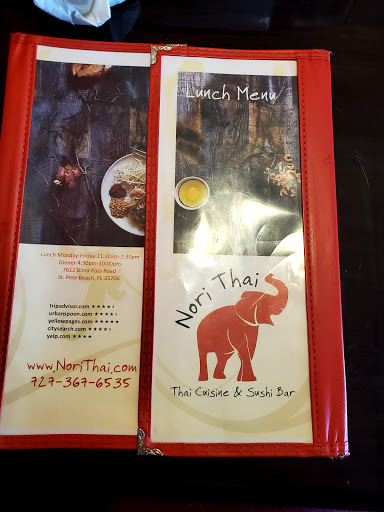 Lunch Monday-Friday 11:30am-2:30pm
Dinner 4:30pm-10:00pm
7612 Blind Pass Road
St. Pete Beach, FL 33706
tripadvisor.com ★★★★⯨
urbanspoon.com ★★★★⯨
yellowpages.com ★★★★★
citysearch.com ★★★★⯨
yelp.com ★★★★
www.NoriThai.com
727-367-6535
Lunch Menu
Nori Thai
Thai Cuisine & Sushi Bar